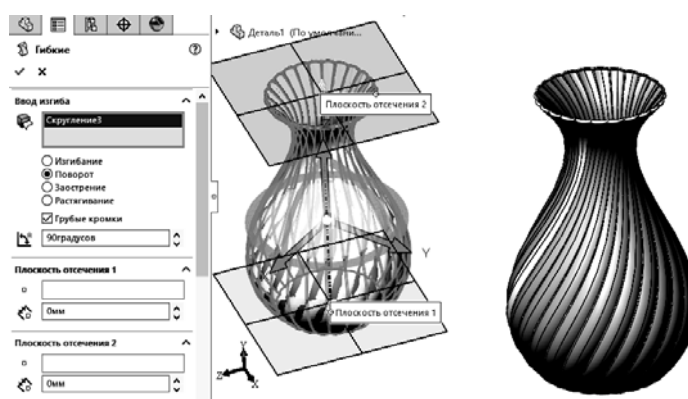 Деталь1 (По умолчани...
Гибкие
Ввод изгиба
Скругление3
Изгибание
Поворот
Заострение
Растягивание
Грубые кромки
90градусов
Плоскость отсечения 1
0мм
Плоскость отсечения 2
0мм
Плоскость отсечения 2
Y
Плоскость отсечения 1
Y
Z
X